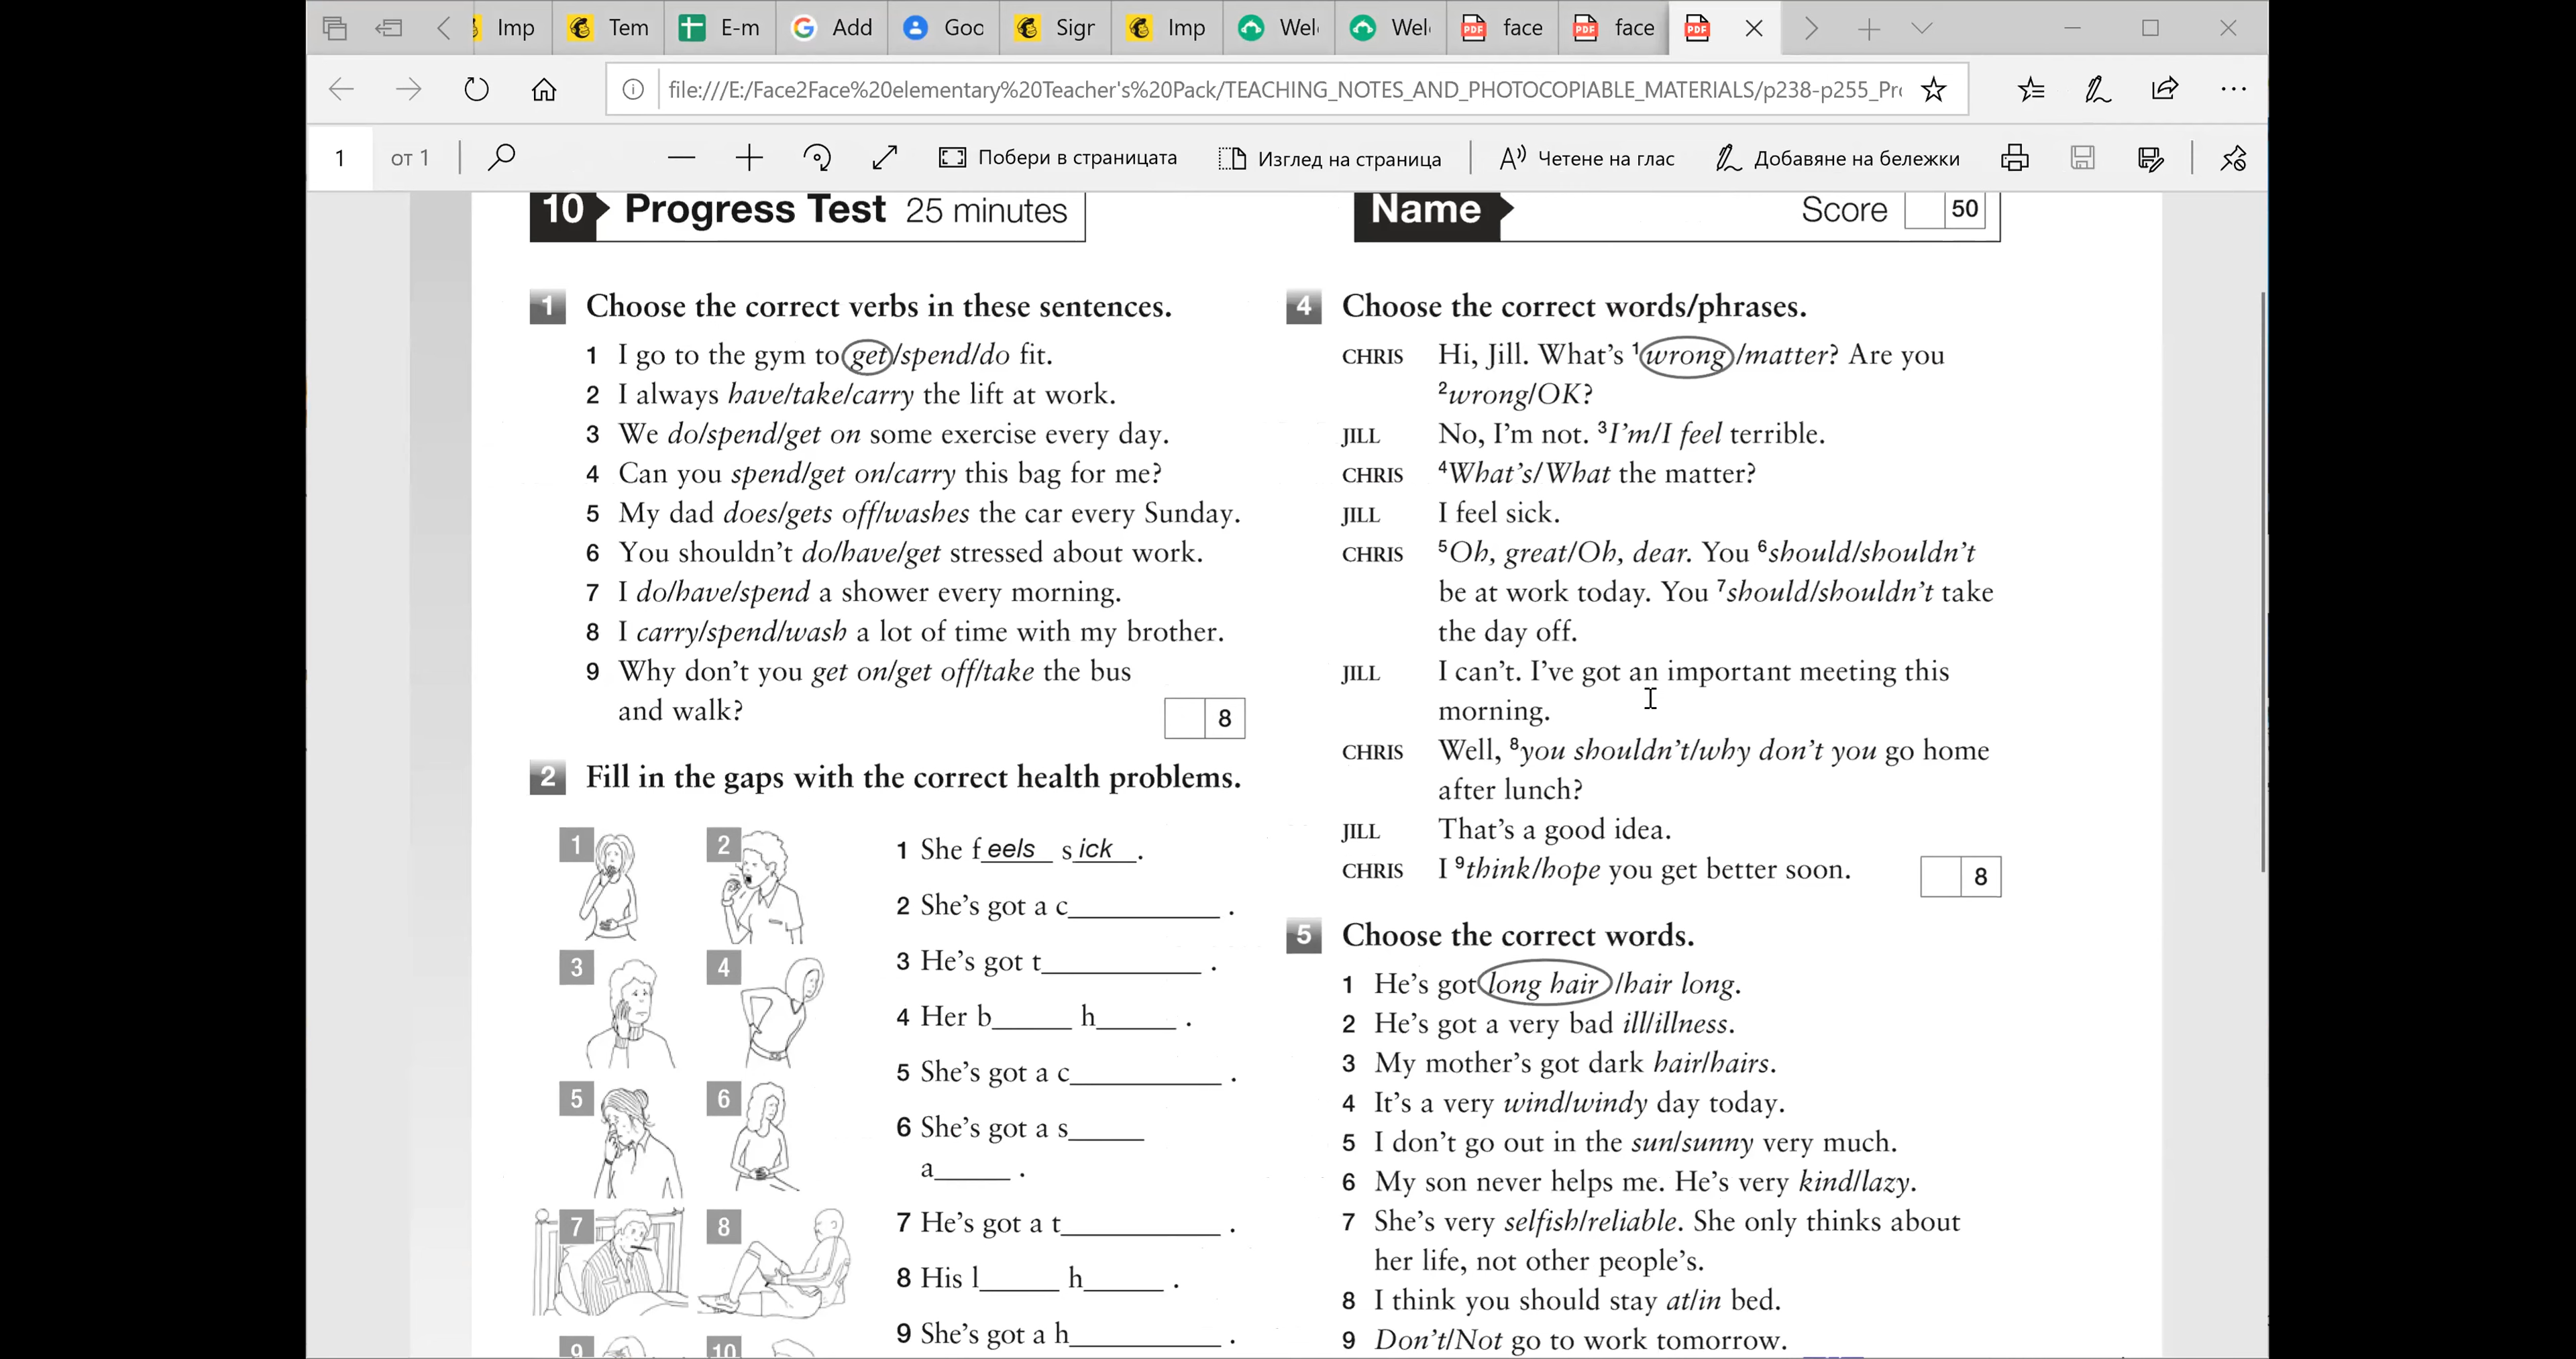 Imp
Tem
E-m
Add
Goo
Sigr
Imp
Wel
Wel
face
face
file:///E:/Face2Face%20elementary%20Teacher's%20Pack/TEACHING_NOTES_AND_PHOTOCOPIABLE_MATERIALS/p238-p255_Pr
1 от 1
Побери в страницата
Изглед на страница
Четене на глас
Добавяне на бележки
10 Progress Test 25 minutes
Name Score 50
1 Choose the correct verbs in these sentences.
1 I go to the gym to get/spend/do fit.
2 I always have/take/carry the lift at work.
3 We do/spend/get on some exercise every day.
4 Can you spend/get on/carry this bag for me?
5 My dad does/gets off/washes the car every Sunday.
6 You shouldn't do/have/get stressed about work.
7 I do/have/spend a shower every morning.
8 I carry/spend/wash a lot of time with my brother.
9 Why don't you get on/get off/take the bus
and walk?
8
2 Fill in the gaps with the correct health problems.
1
2
3
4
5
6
7
8
9
10
1 She feels sick.
2 She's got a c__________ .
3 He's got t__________ .
4 Her b_____ h_____ .
5 She's got a c__________ .
6 She's got a s_____
a_____ .
7 He's got a t__________ .
8 His l_____ h_____ .
9 She's got a h__________ .
4 Choose the correct words/phrases.
CHRIS Hi, Jill. What's ¹wrong/matter? Are you
²wrong/OK?
JILL No, I'm not. ³I'm/I feel terrible.
CHRIS ⁴What's/What the matter?
JILL I feel sick.
CHRIS ⁵Oh, great/Oh, dear. You ⁶should/shouldn't
be at work today. You ⁷should/shouldn't take
the day off.
JILL I can't. I've got an important meeting this
morning.
CHRIS Well, ⁸you shouldn't/why don't you go home
after lunch?
JILL That's a good idea.
CHRIS I ⁹think/hope you get better soon.
8
5 Choose the correct words.
1 He's got long hair/hair long.
2 He's got a very bad ill/illness.
3 My mother's got dark hair/hairs.
4 It's a very wind/windy day today.
5 I don't go out in the sun/sunny very much.
6 My son never helps me. He's very kind/lazy.
7 She's very selfish/reliable. She only thinks about
her life, not other people's.
8 I think you should stay at/in bed.
9 Don't/Not go to work tomorrow.